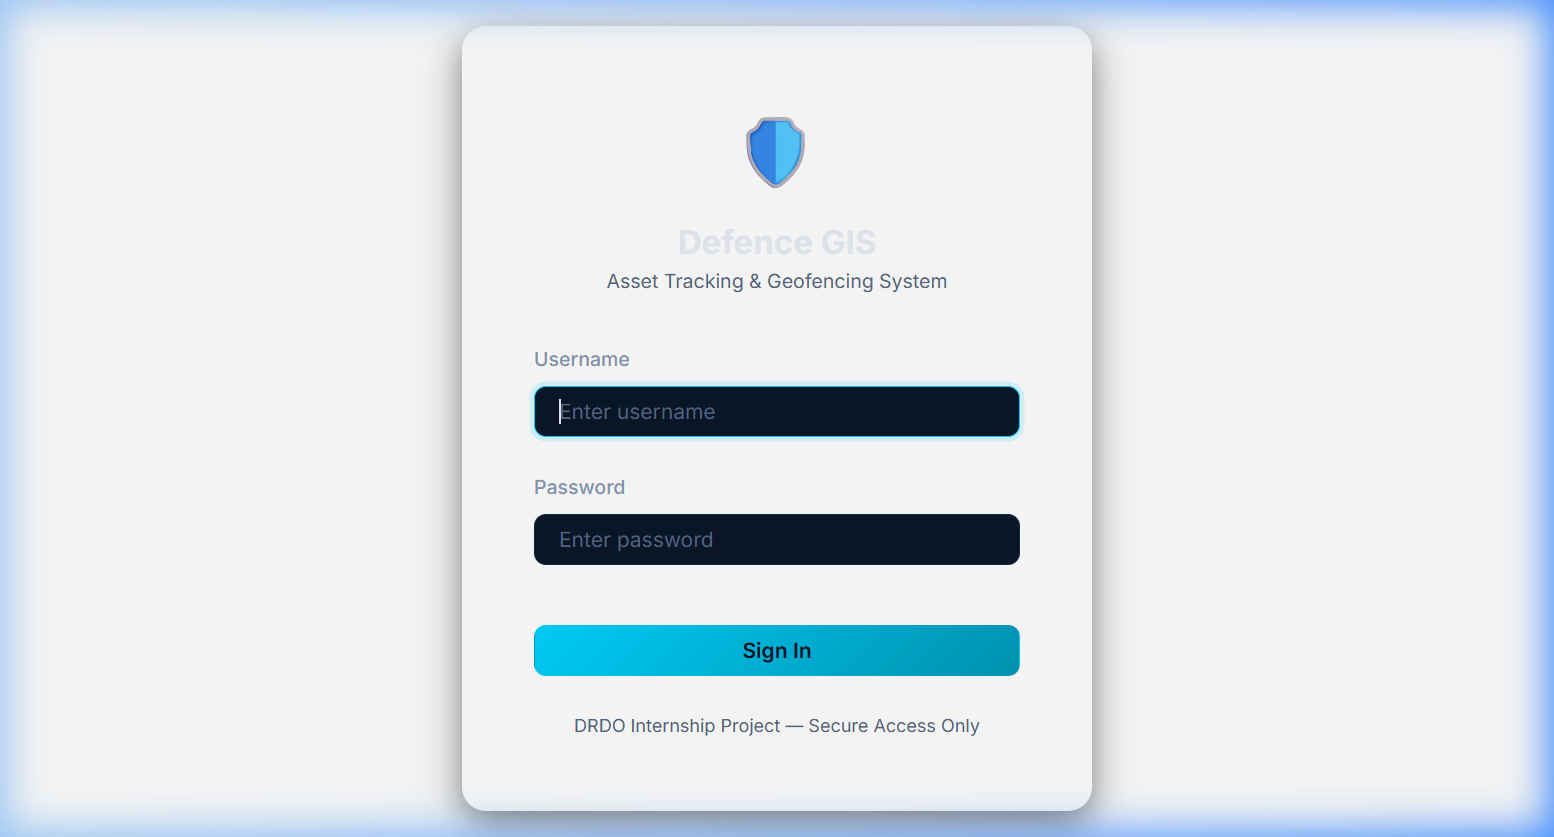 Defence GIS
Asset Tracking & Geofencing System
Username
Enter username
Password
Enter password
Sign In
DRDO Internship Project — Secure Access Only